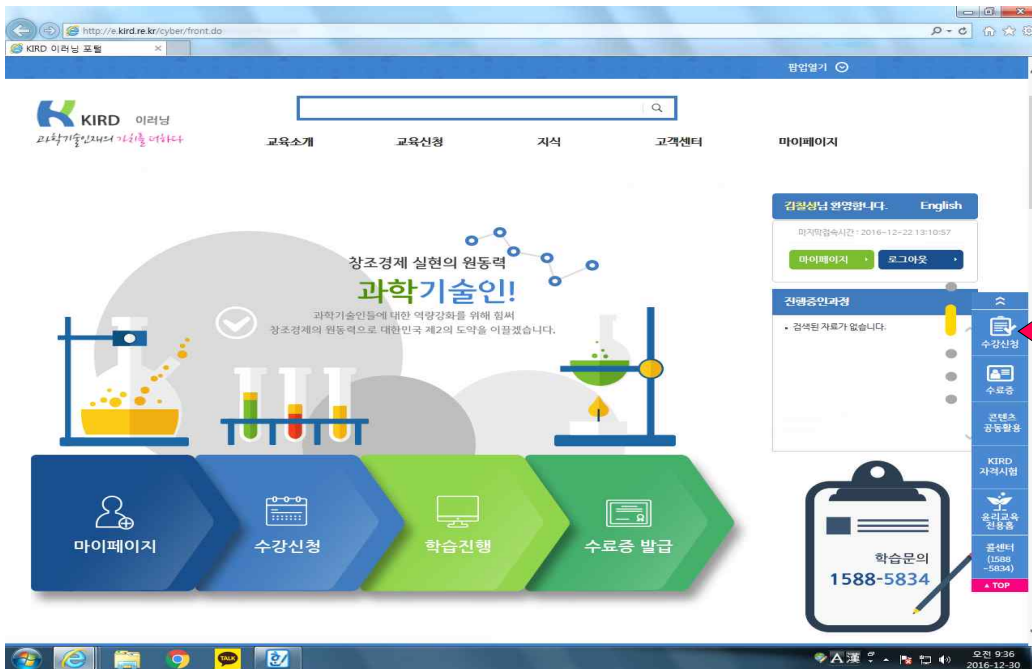 http://e.kird.re.kr/cyber/front.do
KIRD 이러닝 포털
팝업열기
KIRD 이러닝
과학기술인재의 가치를 더하다
교육소개 교육신청 지식 고객센터 마이페이지
김칠성님 환영합니다. English
마지막접속시간 : 2016-12-22 13:10:57
마이페이지 로그아웃
진행중인과정
검색된 자료가 없습니다.
창조경제 실현의 원동력
과학기술인!
과학기술인들에 대한 역량강화를 위해 힘써
창조경제의 원동력으로 대한민국 제2의 도약을 이끌겠습니다.
마이페이지
수강신청
학습진행
수료증 발급
학습문의
1588-5834
수강신청
수료증
콘텐츠
공동활용
KIRD
자격시험
윤리교육
전용홈
콜센터
(1588
-5834)
▲ TOP
TALK
A 漢
오전 9:36
2016-12-30